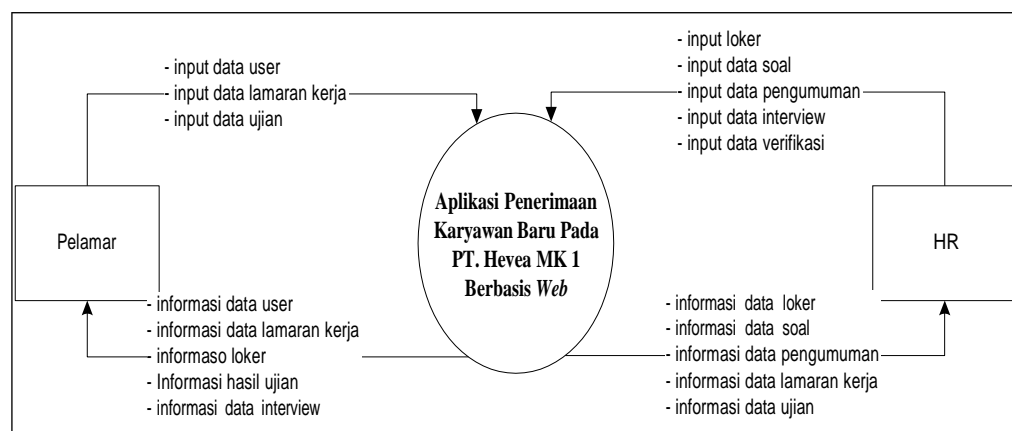 - input data user
- input data lamaran kerja
- input data ujian
- input loker
- input data soal
- input data pengumuman
- input data interview
- input data verifikasi
Pelamar
Aplikasi Penerimaan
Karyawan Baru Pada
PT. Hevea MK 1
Berbasis Web
HR
- informasi data user
- informasi data lamaran kerja
- informaso loker
- Informasi hasil ujian
- informasi data interview
- informasi data loker
- informasi data soal
- informasi data pengumuman
- informasi data lamaran kerja
- informasi data ujian